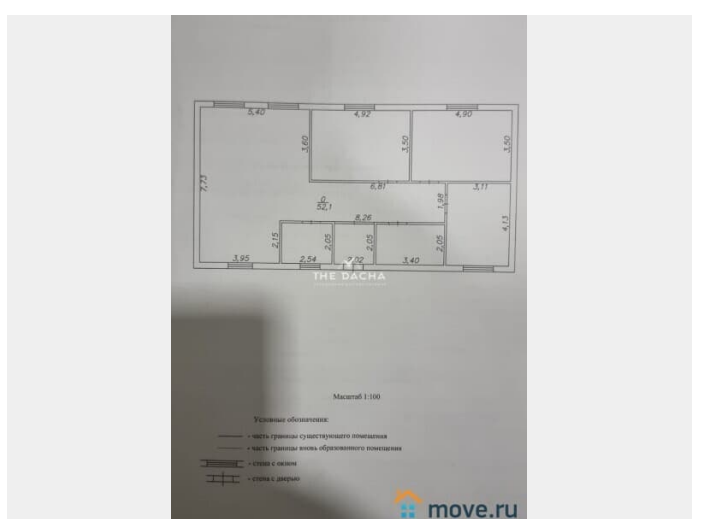 5,40 4,92 4,90
3,60 3,50 3,50
7,73
6,81 3,11
0
52,1
1,98
8,26
4,13
2,15 2,05 2,05 2,05
3,95 2,54 2,02 3,40
THE DACHA
Масштаб 1:100
Условные обозначения:
- часть границы существующего помещения
- часть границы вновь образованного помещения
- стена с окном
- стена с дверью
move.ru